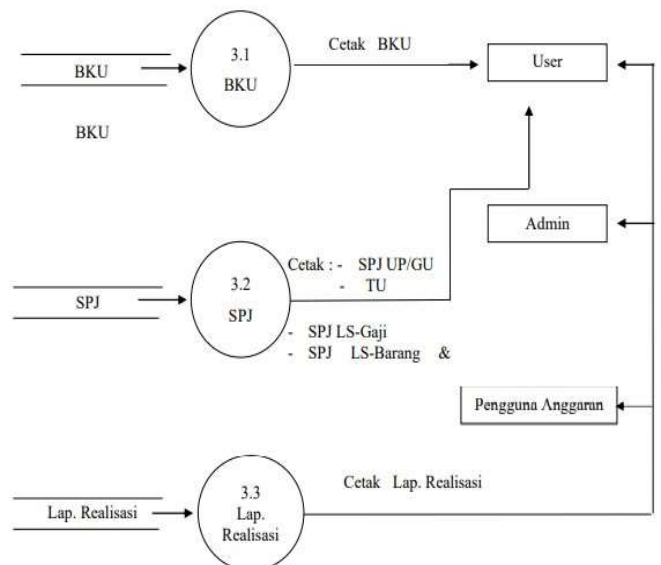 Cetak BKU
3.1
BKU
BKU
User
BKU
Admin
Cetak : - SPJ UP/GU
- TU
3.2
SPJ
SPJ
- SPJ LS-Gaji
- SPJ LS-Barang &
Pengguna Anggaran
Cetak Lap. Realisasi
3.3
Lap.
Realisasi
Lap. Realisasi